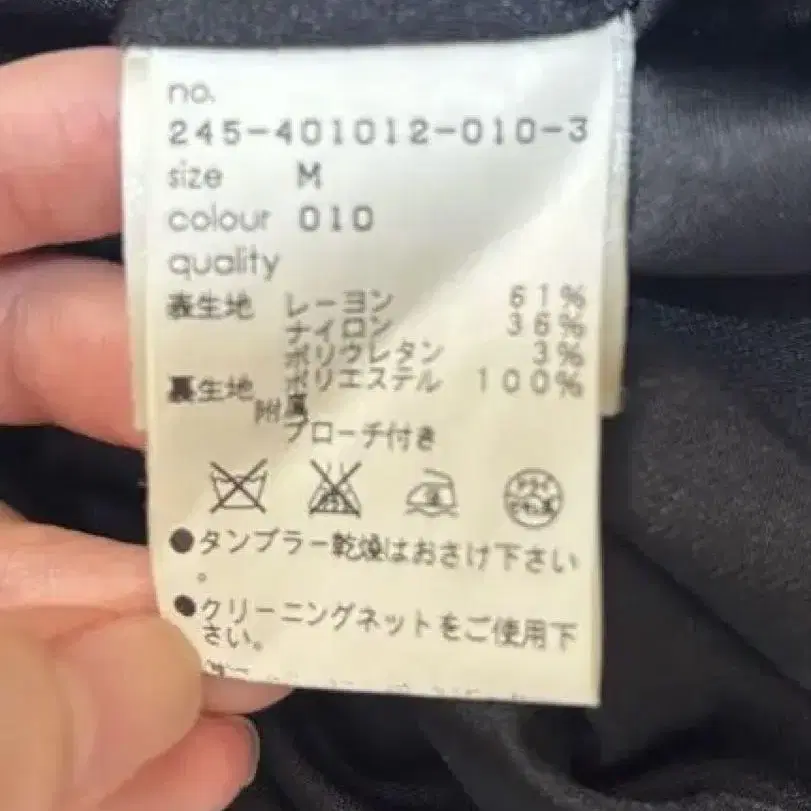 no.
245-401012-010-3
size M
colour 010
quality
表生地 レーヨン 61%
ナイロン 36%
ポリウレタン 3%
裏生地 ポリエステル 100%
附属
ブローチ付き
●タンブラー乾燥はおさけ下さい
。
●クリーニングネットをご使用下
さい。